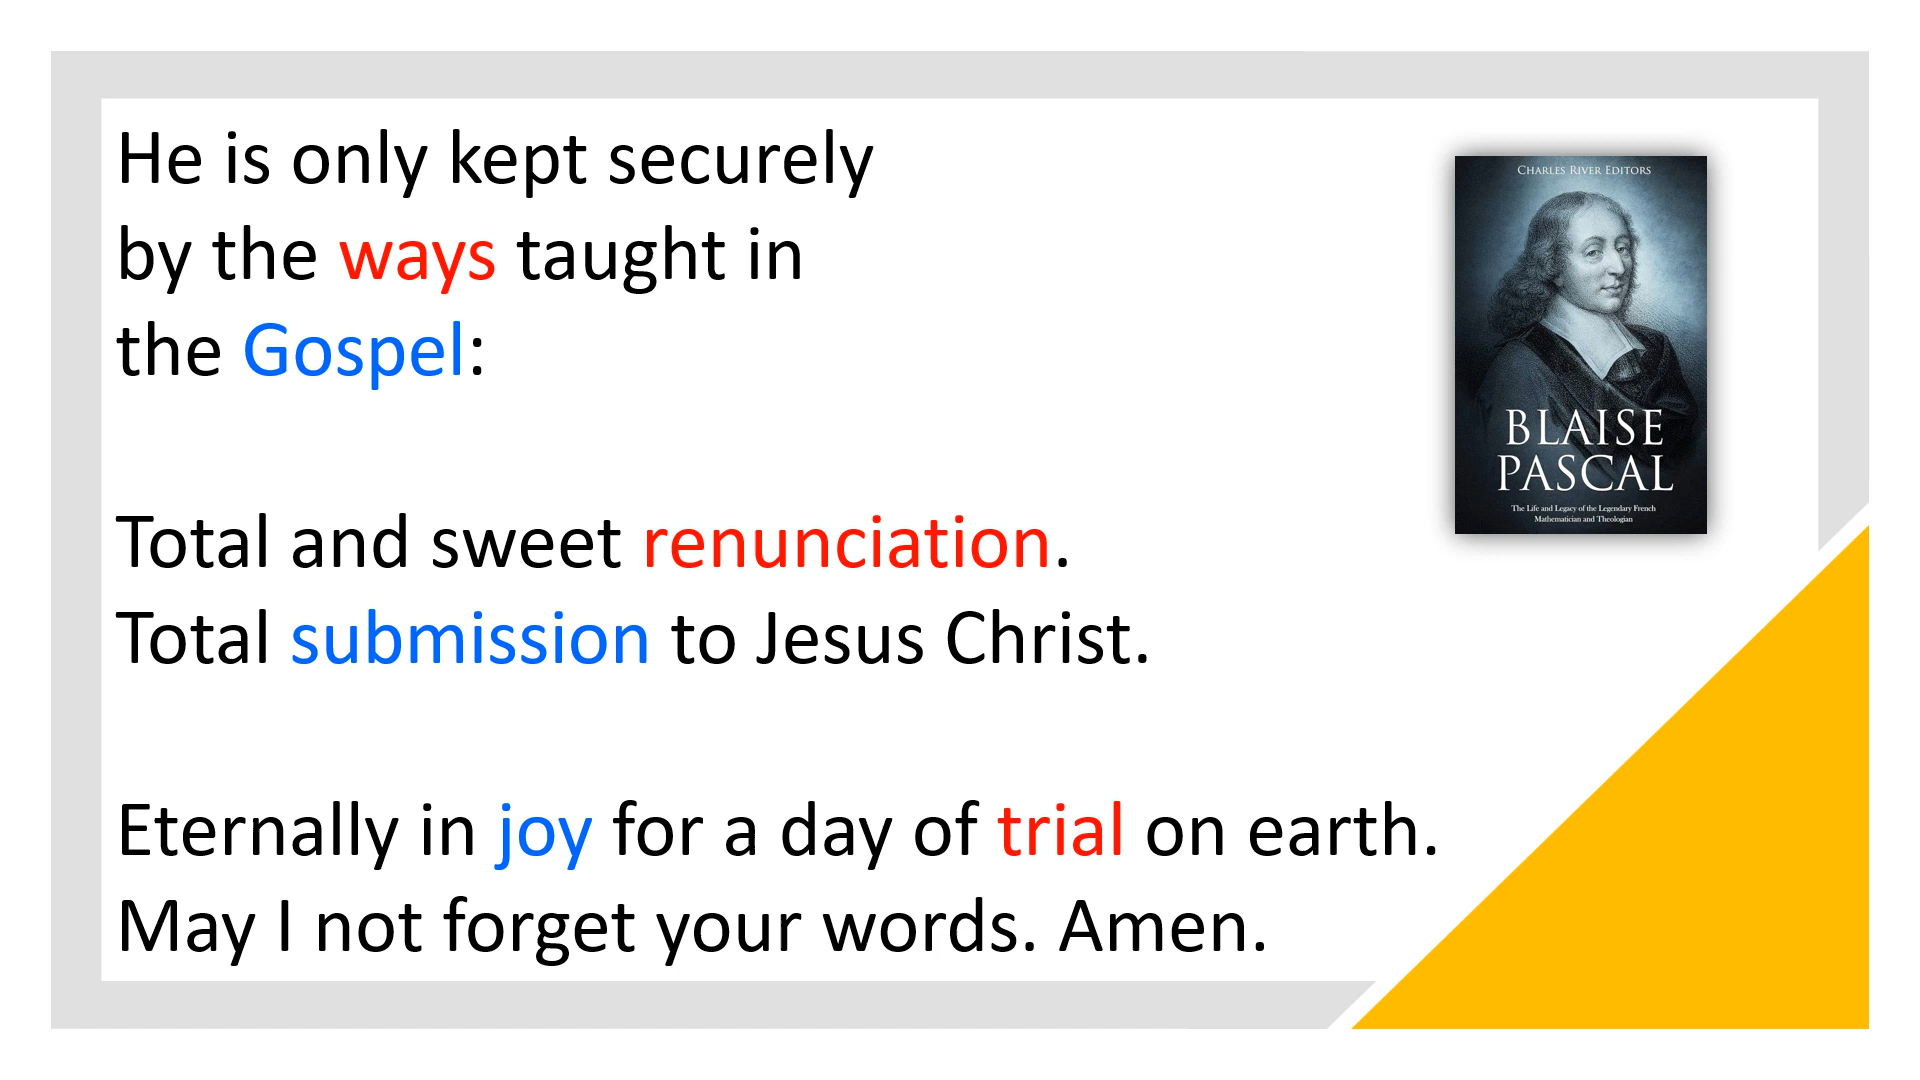 He is only kept securely
by the ways taught in
the Gospel:
Total and sweet renunciation.
Total submission to Jesus Christ.
Eternally in joy for a day of trial on earth.
May I not forget your words. Amen.
CHARLES RIVER EDITORS
BLAISE
PASCAL
The Life and Legacy of the Legendary French
Mathematician and Theologian